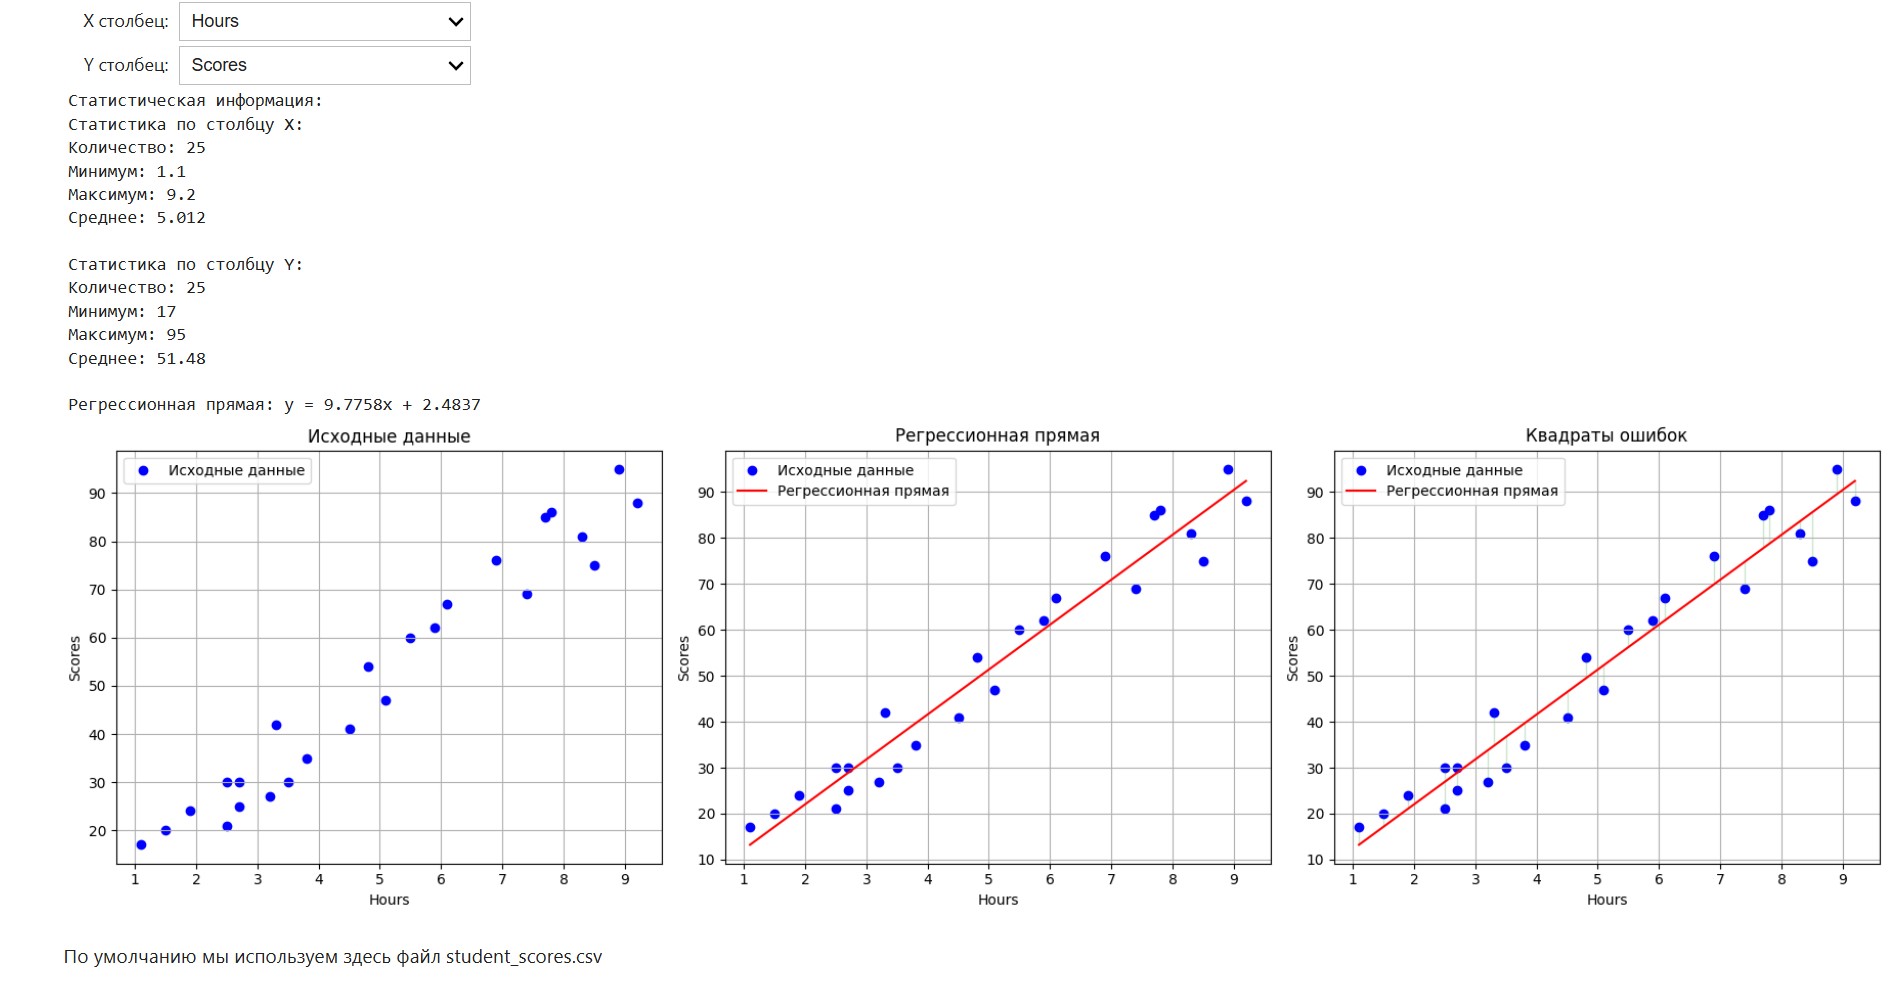 X столбец: Hours
Y столбец: Scores
Статистическая информация:
Статистика по столбцу X:
Количество: 25
Минимум: 1.1
Максимум: 9.2
Среднее: 5.012
Статистика по столбцу Y:
Количество: 25
Минимум: 17
Максимум: 95
Среднее: 51.48
Регрессионная прямая: y = 9.7758x + 2.4837
Исходные данные
Исходные данные
90
80
70
60
50
40
30
20
Scores
1 2 3 4 5 6 7 8 9
Hours
Регрессионная прямая
Исходные данные
Регрессионная прямая
90
80
70
60
50
40
30
20
10
Scores
1 2 3 4 5 6 7 8 9
Hours
Квадраты ошибок
Исходные данные
Регрессионная прямая
90
80
70
60
50
40
30
20
10
Scores
1 2 3 4 5 6 7 8 9
Hours
По умолчанию мы используем здесь файл student_scores.csv